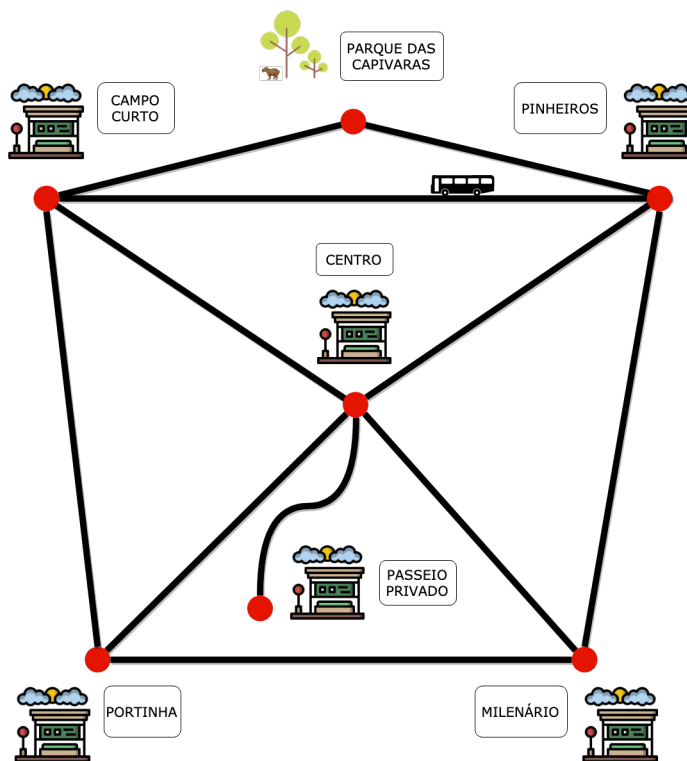 PARQUE DAS
CAPIVARAS
CAMPO
CURTO
PINHEIROS
CENTRO
PASSEIO
PRIVADO
PORTINHA
MILENÁRIO